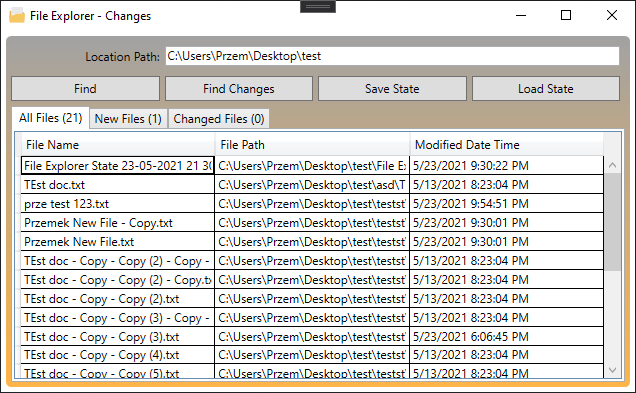 File Explorer - Changes
Location Path: C:\Users\Przem\Desktop\test
Find Find Changes Save State Load State
All Files (21) New Files (1) Changed Files (0)
File Name File Path Modified Date Time
File Explorer State 23-05-2021 21 30 C:\Users\Przem\Desktop\test\File E 5/23/2021 9:30:22 PM
TEst doc.txt C:\Users\Przem\Desktop\test\asd\T 5/13/2021 8:23:04 PM
prze test 123.txt C:\Users\Przem\Desktop\test\testst\ 5/23/2021 9:54:51 PM
Przemek New File - Copy.txt C:\Users\Przem\Desktop\test\testst\ 5/23/2021 9:30:01 PM
Przemek New File.txt C:\Users\Przem\Desktop\test\testst\ 5/23/2021 9:30:01 PM
TEst doc - Copy - Copy (2) - Copy - C:\Users\Przem\Desktop\test\testst\ 5/13/2021 8:23:04 PM
TEst doc - Copy - Copy (2) - Copy.tx C:\Users\Przem\Desktop\test\testst\ 5/13/2021 8:23:04 PM
TEst doc - Copy - Copy (2).txt C:\Users\Przem\Desktop\test\testst\ 5/13/2021 8:23:04 PM
TEst doc - Copy - Copy (3) - Copy - C:\Users\Przem\Desktop\test\testst\ 5/13/2021 8:23:04 PM
TEst doc - Copy - Copy (3).txt C:\Users\Przem\Desktop\test\testst\ 5/23/2021 6:06:45 PM
TEst doc - Copy - Copy (4).txt C:\Users\Przem\Desktop\test\testst\ 5/13/2021 8:23:04 PM
TEst doc - Copy - Copy (5).txt C:\Users\Przem\Desktop\test\testst\ 5/13/2021 8:23:04 PM